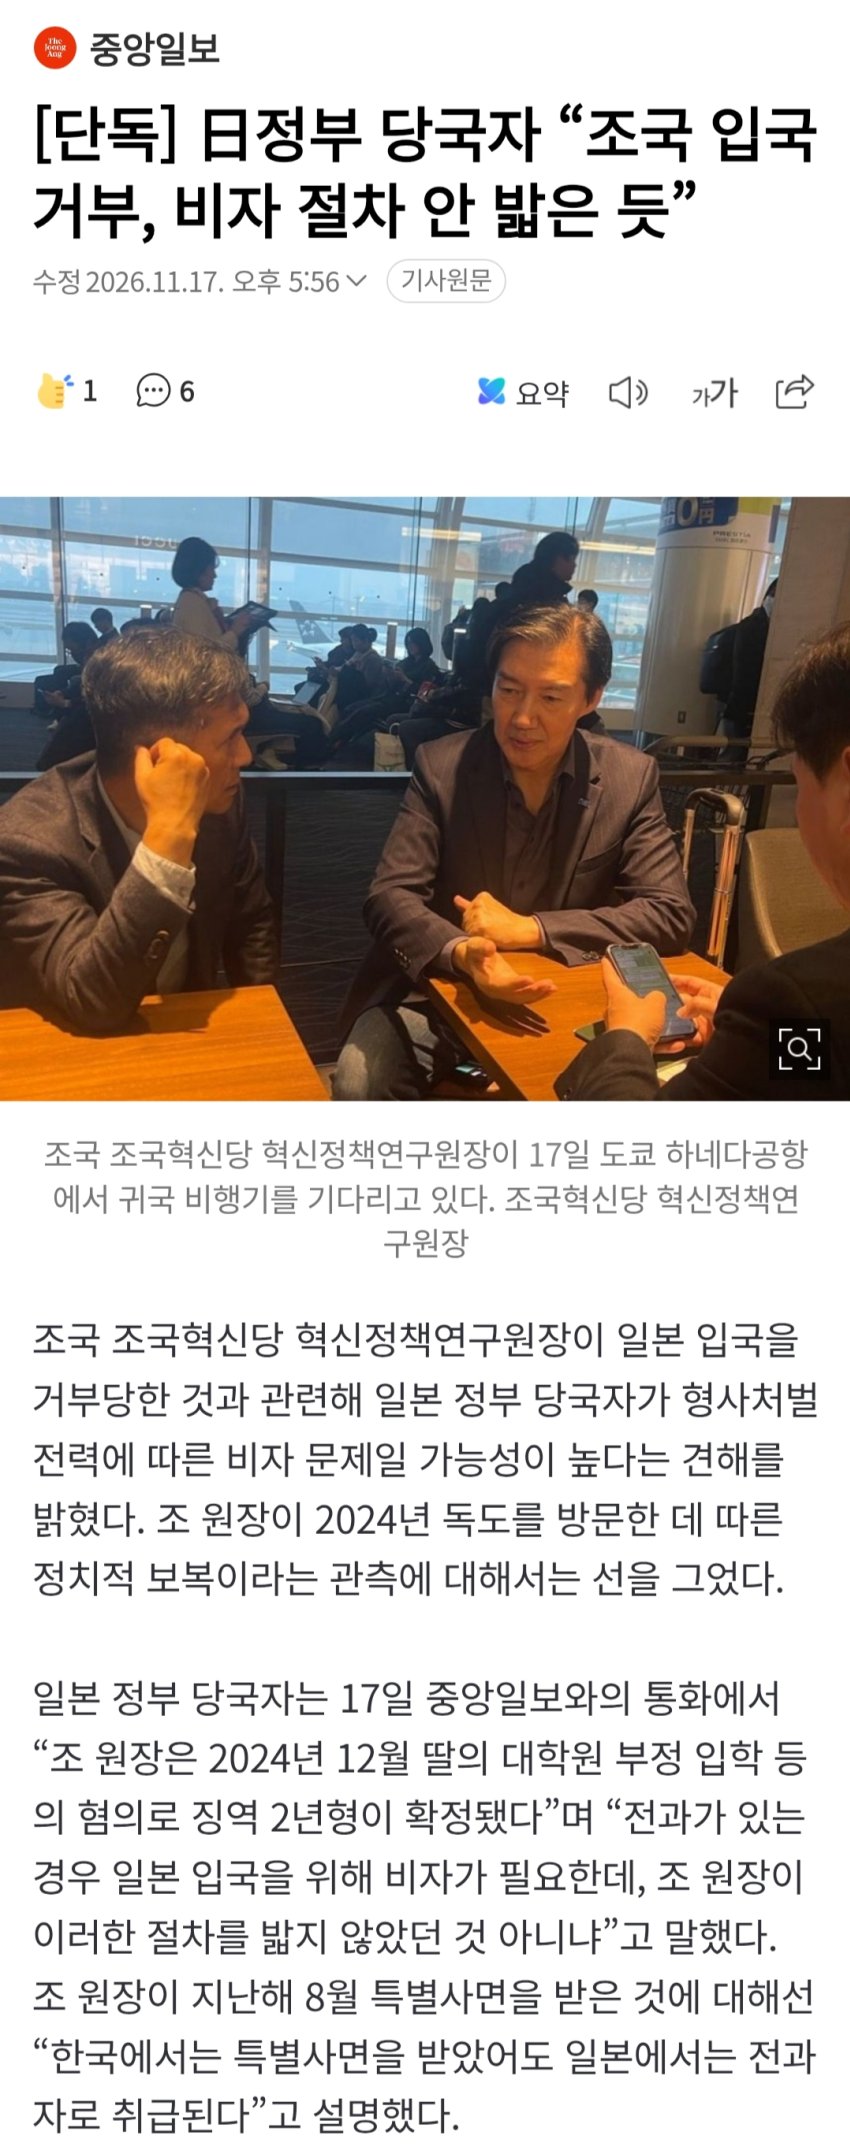 The JoongAng
중앙일보
[단독] 日정부 당국자 “조국 입국
거부, 비자 절차 안 밟은 듯”
수정 2026.11.17. 오후 5:56 기사원문
1 6 요약 가가
gucci
0円
PRESTIA
조국 조국혁신당 혁신정책연구원장이 17일 도쿄 하네다공항
에서 귀국 비행기를 기다리고 있다. 조국혁신당 혁신정책연
구원장
조국 조국혁신당 혁신정책연구원장이 일본 입국을
거부당한 것과 관련해 일본 정부 당국자가 형사처벌
전력에 따른 비자 문제일 가능성이 높다는 견해를
밝혔다. 조 원장이 2024년 독도를 방문한 데 따른
정치적 보복이라는 관측에 대해서는 선을 그었다.
일본 정부 당국자는 17일 중앙일보와의 통화에서
“조 원장은 2024년 12월 딸의 대학원 부정 입학 등
의 혐의로 징역 2년형이 확정됐다”며 “전과가 있는
경우 일본 입국을 위해 비자가 필요한데, 조 원장이
이러한 절차를 밟지 않았던 것 아니냐”고 말했다.
조 원장이 지난해 8월 특별사면을 받은 것에 대해선
“한국에서는 특별사면을 받았어도 일본에서는 전과
자로 취급된다”고 설명했다.